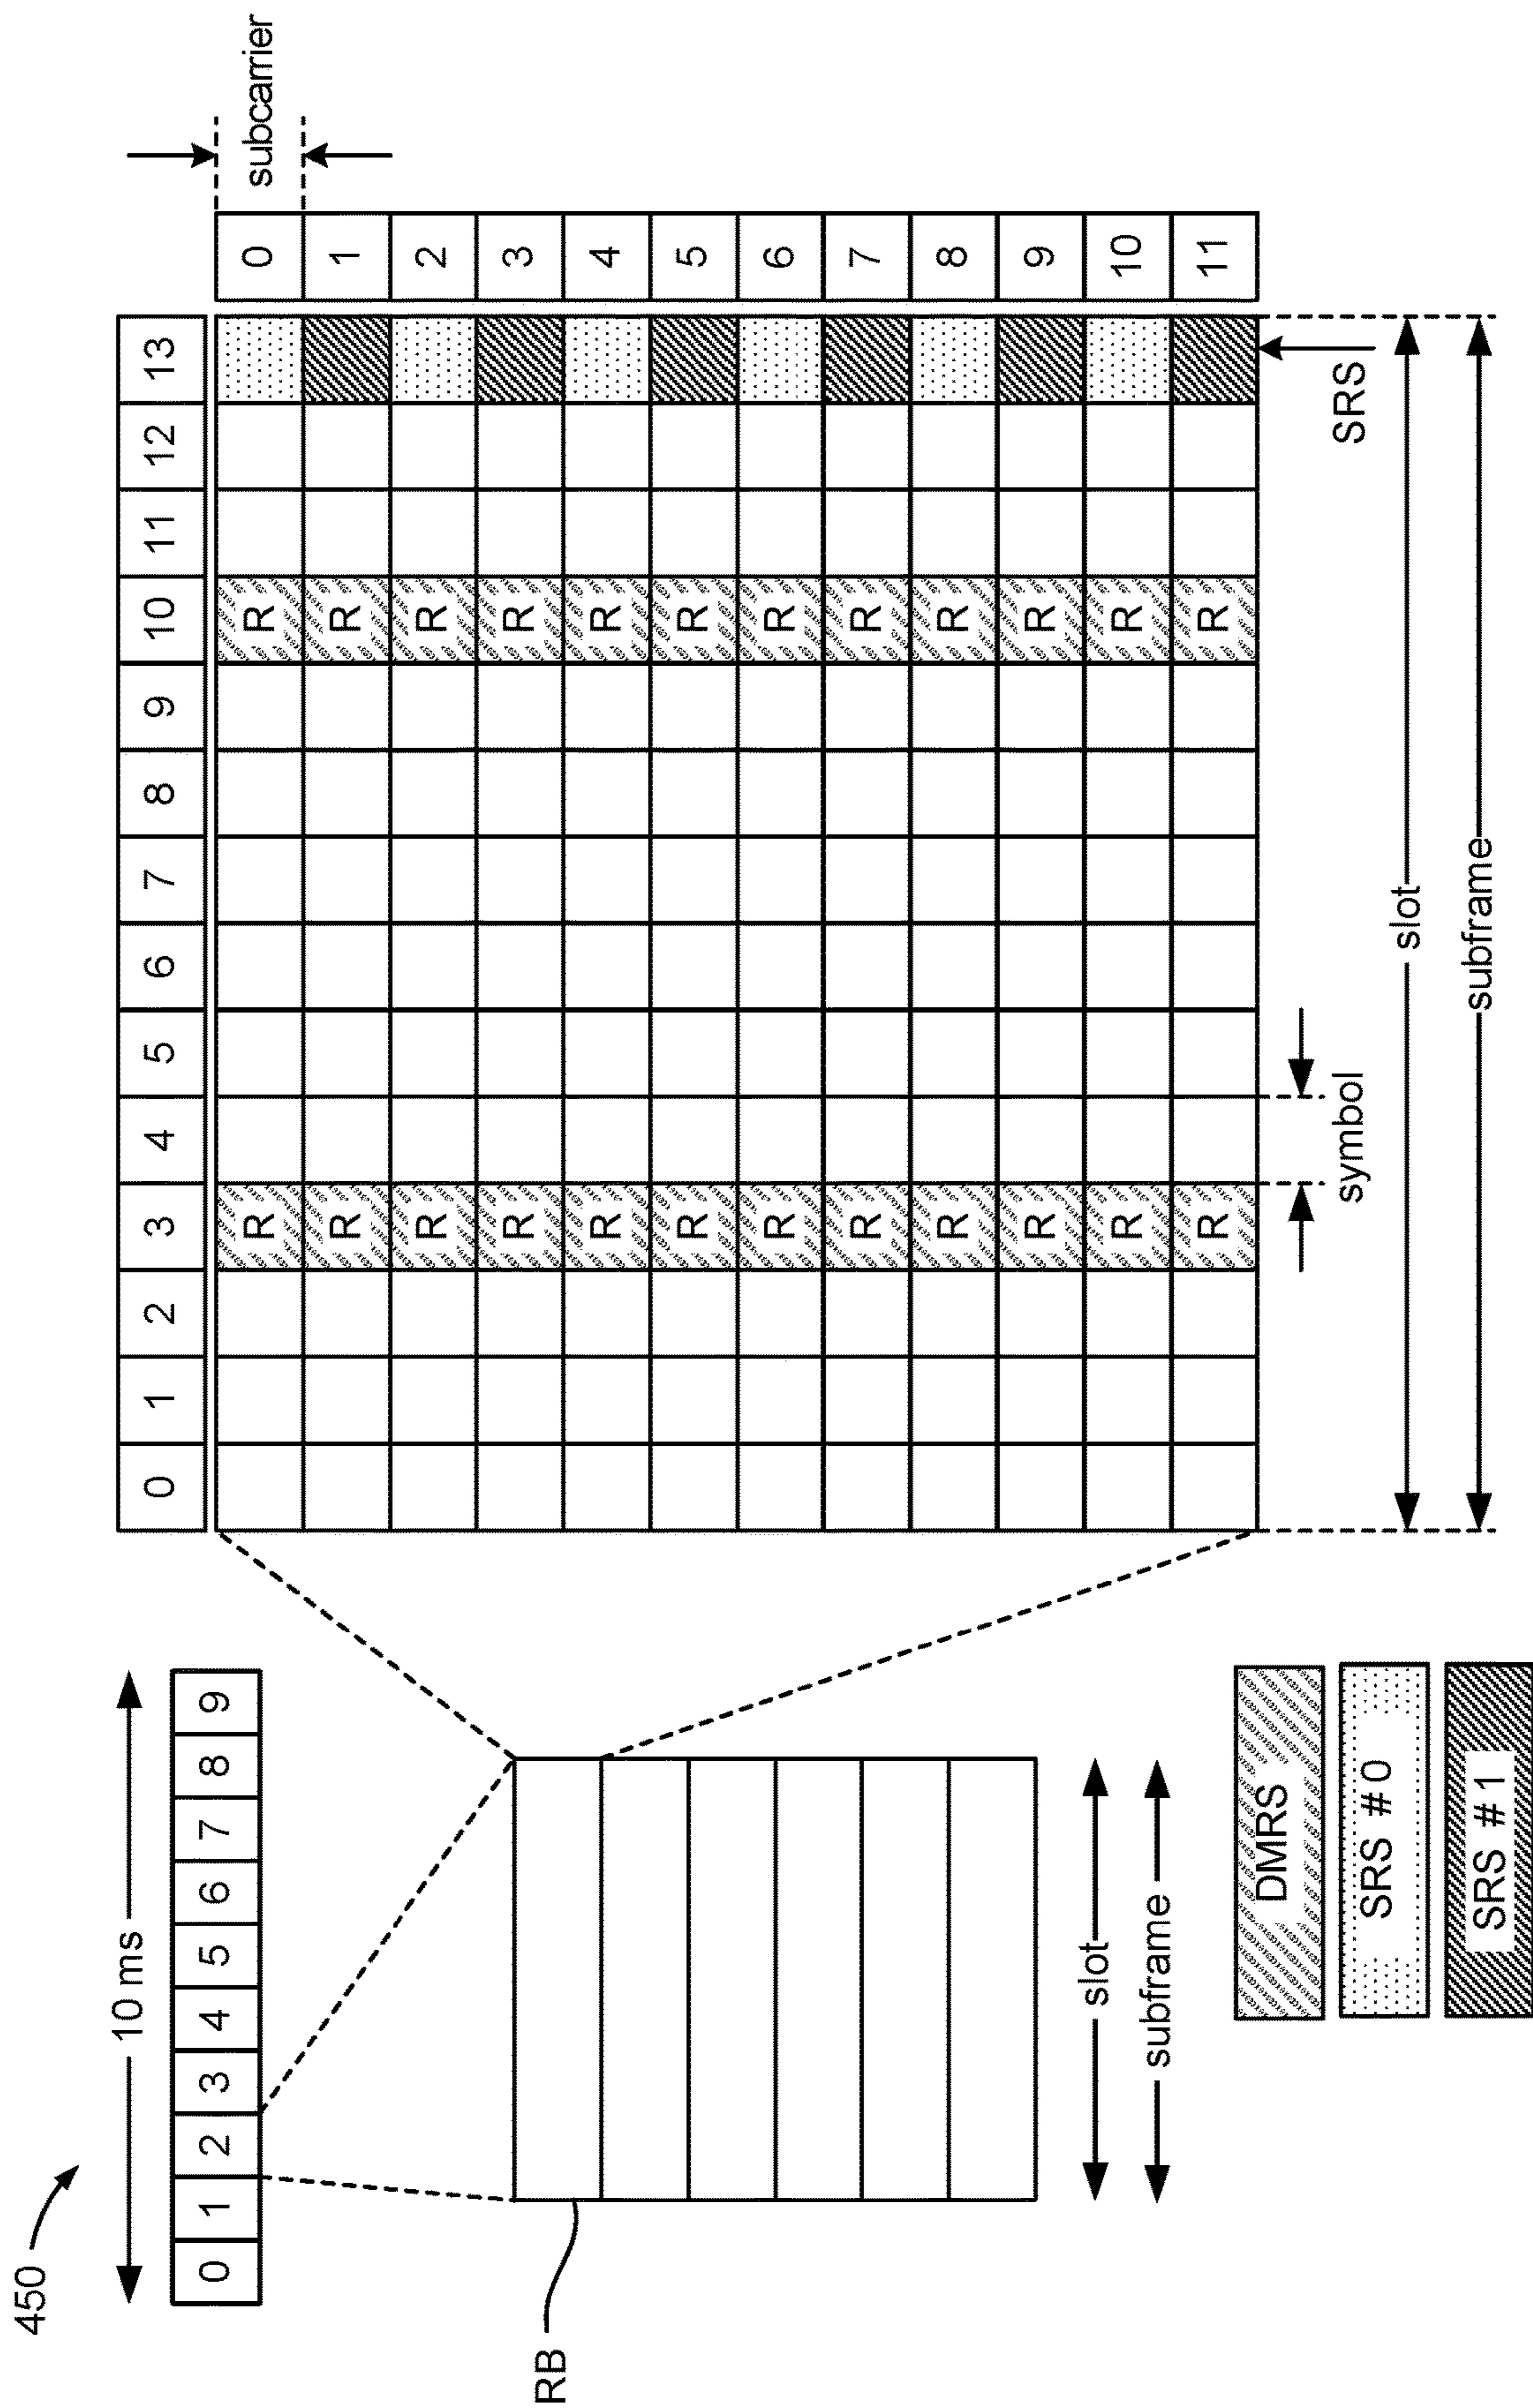 450
10 ms
0 1 2 3 4 5 6 7 8 9
RB
slot
subframe
DMRS
SRS #0
SRS #1
0 1 2 3 4 5 6 7 8 9 10 11 12 13
subcarrier
R R 0
R R 1
R R 2
R R 3
R R 4
R R 5
R R 6
R R 7
R R 8
R R 9
R R 10
R R 11
symbol
SRS
slot
subframe